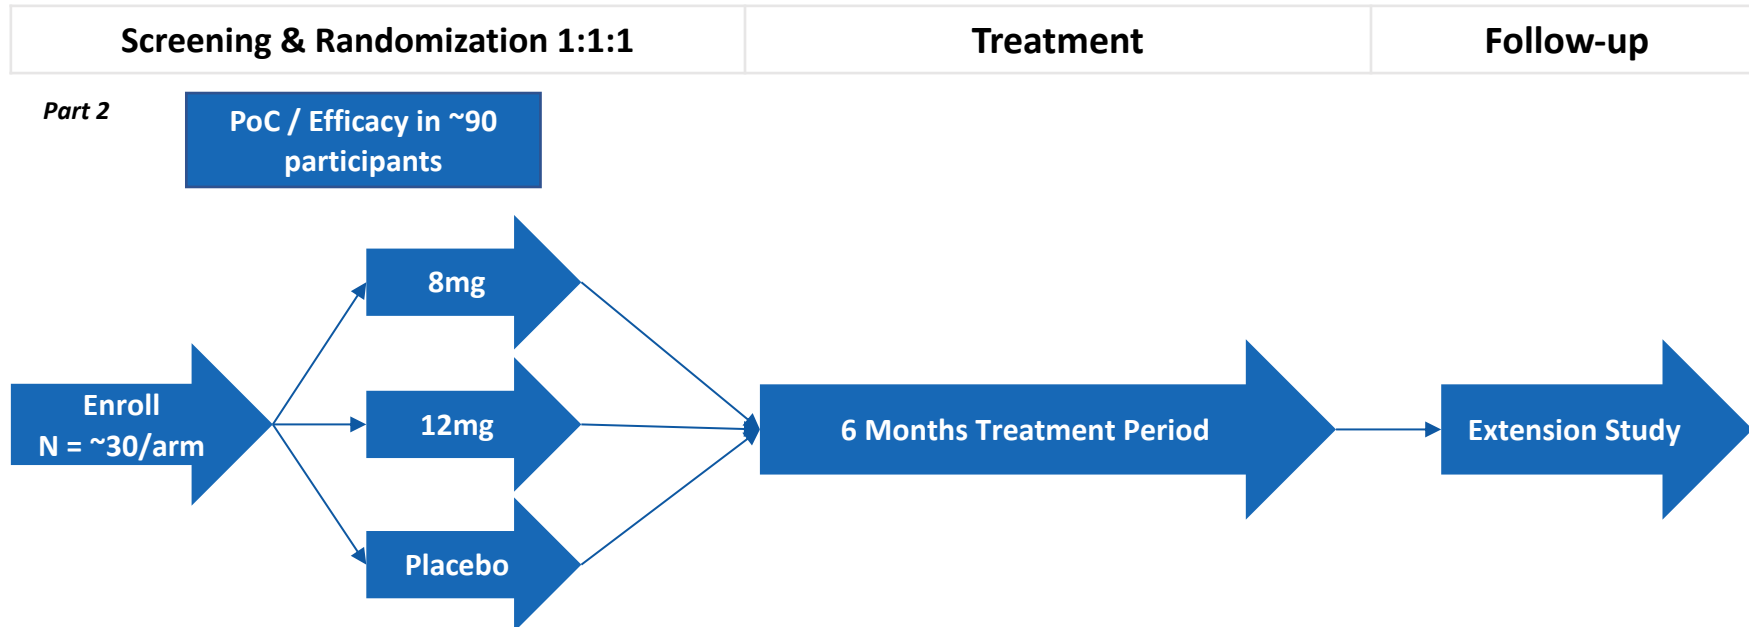 Screening & Randomization 1:1:1
Treatment
Follow-up
Part 2
PoC / Efficacy in ~90
participants
8mg
Enroll
N = ~30/arm
12mg
6 Months Treatment Period
Extension Study
Placebo